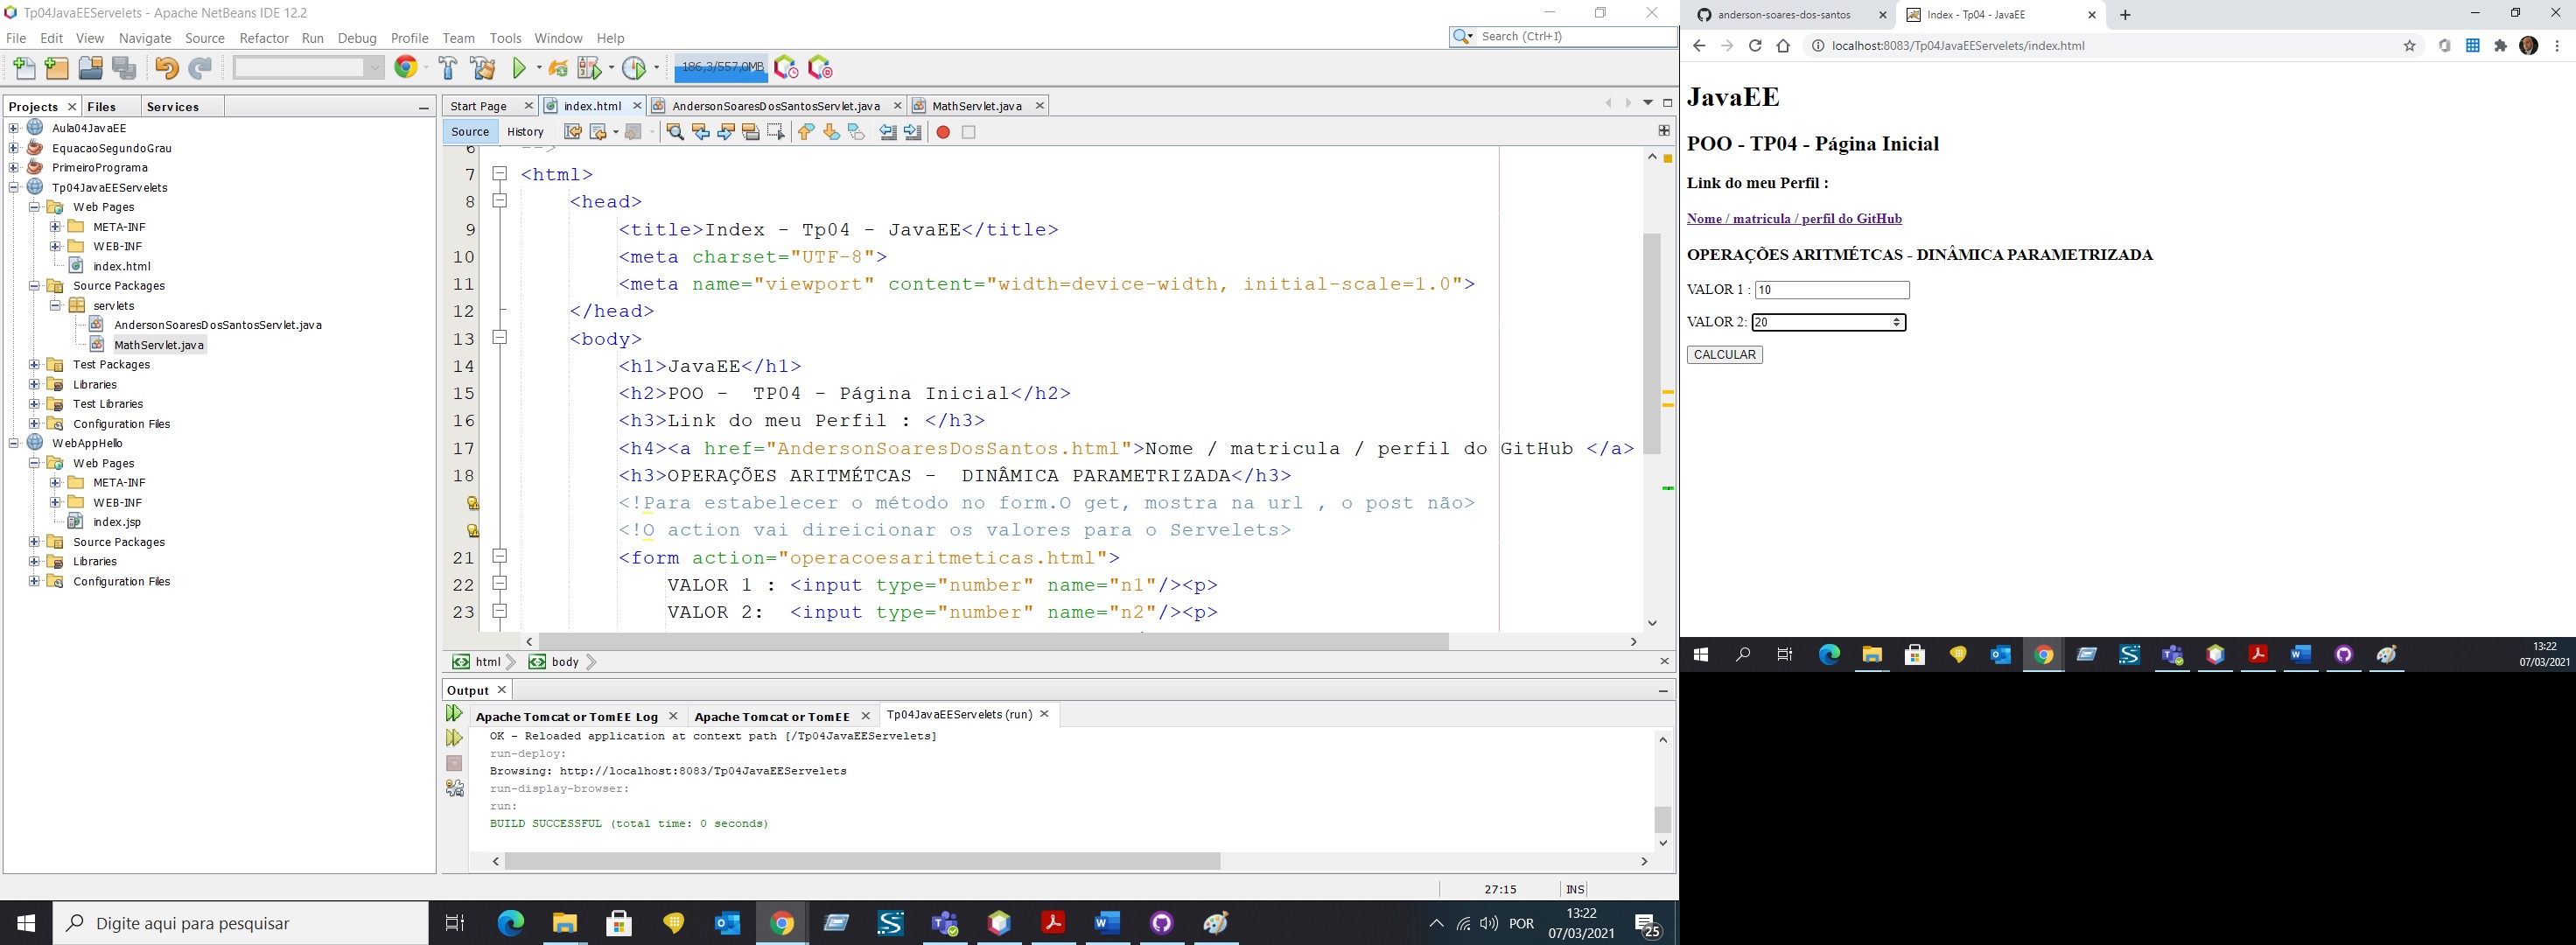 Tp04JavaEEServelets - Apache NetBeans IDE 12.2
File Edit View Navigate Source Refactor Run Debug Profile Team Tools Window Help
Search (Ctrl+I)
186,3/557,0MB
Projects Files Services
Aula04JavaEE
EquacaoSegundoGrau
PrimeiroPrograma
Tp04JavaEEServelets
Web Pages
META-INF
WEB-INF
index.html
Source Packages
servlets
AndersonSoaresDosSantosServlet.java
MathServlet.java
Test Packages
Libraries
Test Libraries
Configuration Files
WebAppHello
Web Pages
META-INF
WEB-INF
index.jsp
Source Packages
Libraries
Configuration Files
Start Page index.html AndersonSoaresDosSantosServlet.java MathServlet.java
Source History
6 -->
7 <html>
8 <head>
9 <title>Index - Tp04 - JavaEE</title>
10 <meta charset="UTF-8">
11 <meta name="viewport" content="width=device-width, initial-scale=1.0">
12 </head>
13 <body>
14 <h1>JavaEE</h1>
15 <h2>POO -  TP04 - Página Inicial</h2>
16 <h3>Link do meu Perfil : </h3>
17 <h4><a href="AndersonSoaresDosSantos.html">Nome / matricula / perfil do GitHub </a>
18 <h3>OPERAÇÕES ARITMÉTCAS -  DINÂMICA PARAMETRIZADA</h3>
<!Para estabelecer o método no form.O get, mostra na url , o post não>
<!O action vai direicionar os valores para o Servelets>
21 <form action="operacoesaritmeticas.html">
22 VALOR 1 : <input type="number" name="n1"/><p>
23 VALOR 2:  <input type="number" name="n2"/><p>
html body
Output
Apache Tomcat or TomEE Log Apache Tomcat or TomEE Tp04JavaEEServelets (run)
OK - Reloaded application at context path [/Tp04JavaEEServelets]
run-deploy:
Browsing: http://localhost:8083/Tp04JavaEEServelets
run-display-browser:
run:
BUILD SUCCESSFUL (total time: 0 seconds)
27:15 INS
Digite aqui para pesquisar
POR
13:22
07/03/2021
25
anderson-soares-dos-santos Index - Tp04 - JavaEE
localhost:8083/Tp04JavaEEServelets/index.html
JavaEE
POO - TP04 - Página Inicial
Link do meu Perfil :
Nome / matricula / perfil do GitHub
OPERAÇÕES ARITMÉTCAS - DINÂMICA PARAMETRIZADA
VALOR 1 : 10
VALOR 2: 20
CALCULAR
13:22
07/03/2021